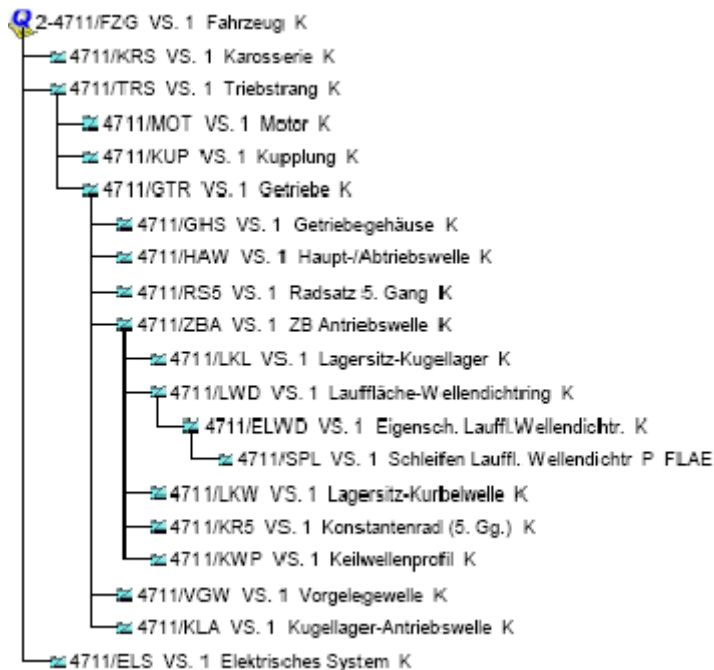 2-4711/FZG VS. 1 Fahrzeug K
4711/KRS VS. 1 Karosserie K
4711/TRS VS. 1 Triebstrang K
4711/MOT VS. 1 Motor K
4711/KUP VS. 1 Kupplung K
4711/GTR VS. 1 Getriebe K
4711/GHS VS. 1 Getriebegehäuse K
4711/HAW VS. 1 Haupt-/Abtriebswelle K
4711/RS5 VS. 1 Radsatz 5. Gang K
4711/ZBA VS. 1 ZB Antriebswelle K
4711/LKL VS. 1 Lagersitz-Kugellager K
4711/LWD VS. 1 Lauffläche-Wellendichtring K
4711/ELWD VS. 1 Eigensch. Lauffl.Wellendichtr. K
4711/SPL VS. 1 Schleifen Lauffl. Wellendichtr P FLAE
4711/LKW VS. 1 Lagersitz-Kurbelwelle K
4711/KR5 VS. 1 Konstantenrad (5. Gg.) K
4711/KWP VS. 1 Keilwellenprofil K
4711/VGW VS. 1 Vorgelegewelle K
4711/KLA VS. 1 Kugellager-Antriebswelle K
4711/ELS VS. 1 Elektrisches System K